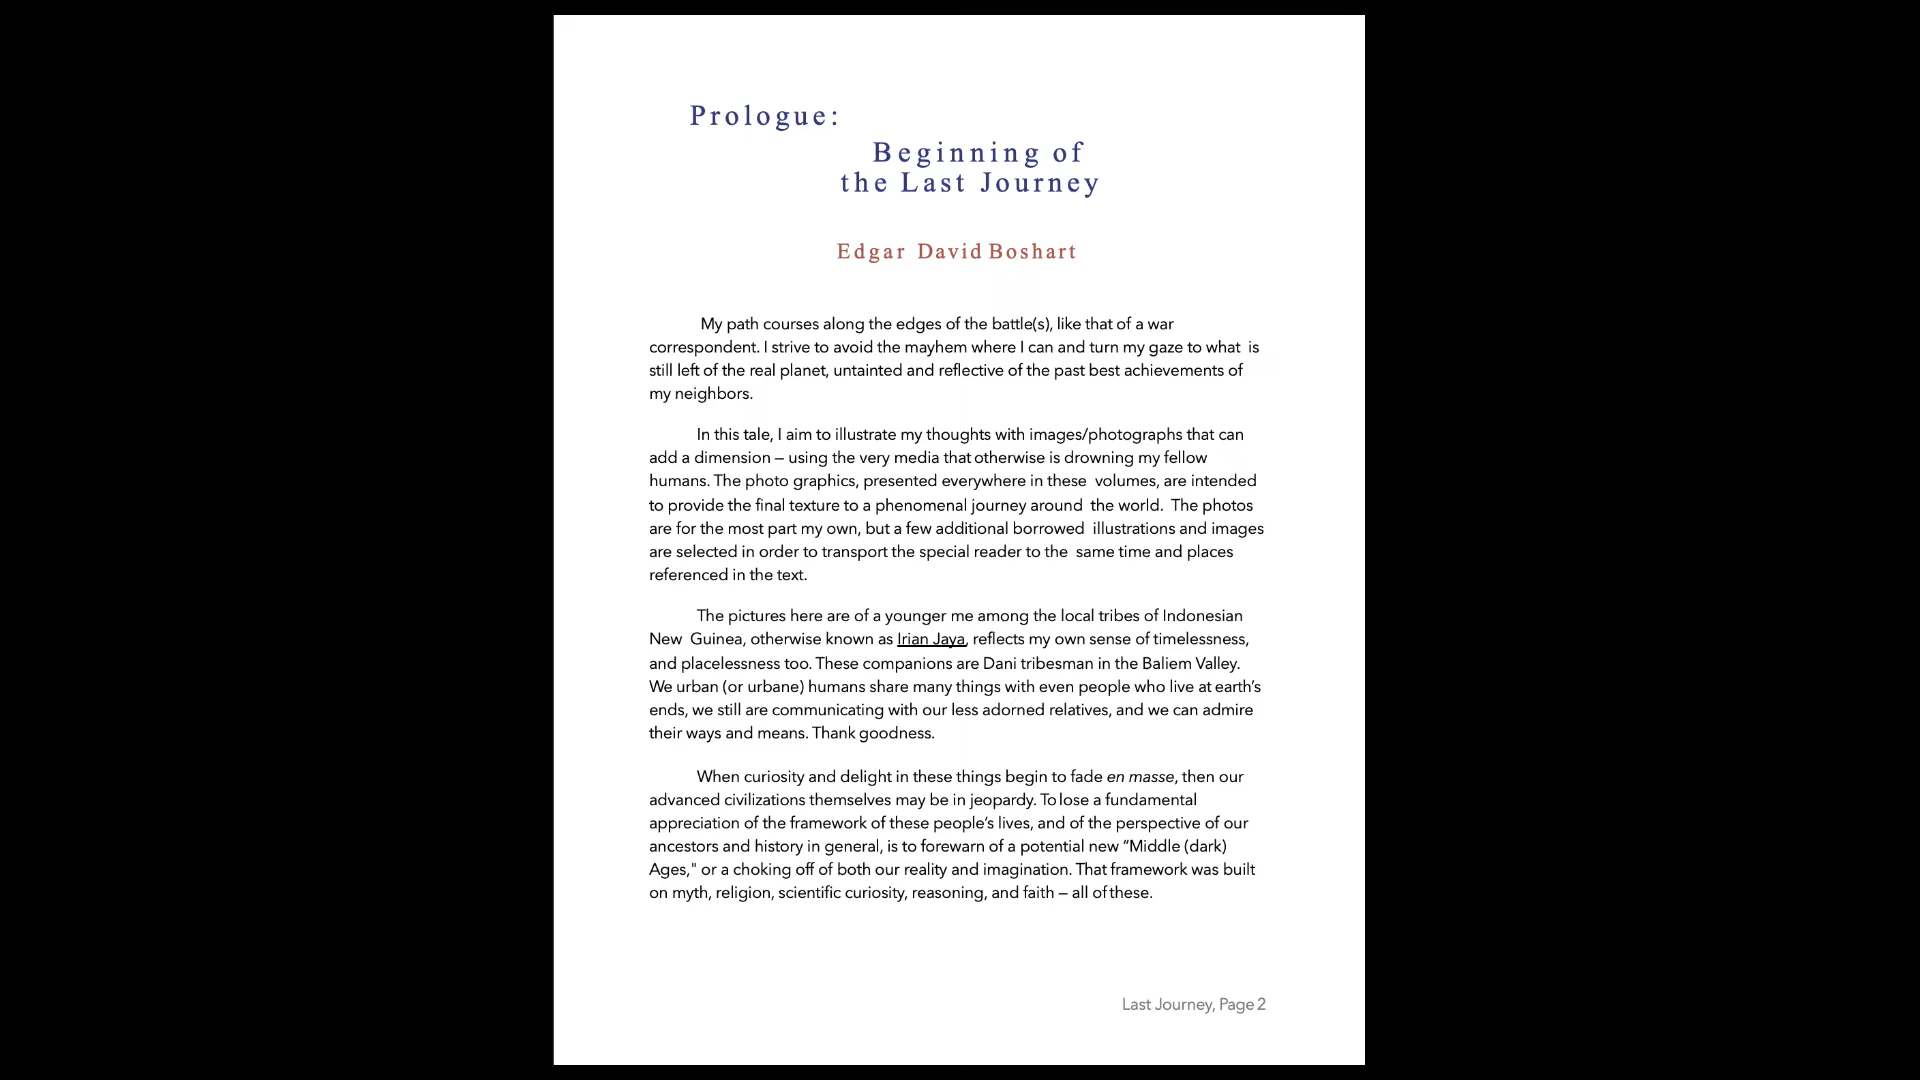 Prologue:
Beginning of
the Last Journey
Edgar David Boshart
My path courses along the edges of the battle(s), like that of a war
correspondent. I strive to avoid the mayhem where I can and turn my gaze to what is
still left of the real planet, untainted and reflective of the past best achievements of
my neighbors.
In this tale, I aim to illustrate my thoughts with images/photographs that can
add a dimension – using the very media that otherwise is drowning my fellow
humans. The photo graphics, presented everywhere in these volumes, are intended
to provide the final texture to a phenomenal journey around the world. The photos
are for the most part my own, but a few additional borrowed illustrations and images
are selected in order to transport the special reader to the same time and places
referenced in the text.
The pictures here are of a younger me among the local tribes of Indonesian
New Guinea, otherwise known as Irian Jaya, reflects my own sense of timelessness,
and placelessness too. These companions are Dani tribesman in the Baliem Valley.
We urban (or urbane) humans share many things with even people who live at earth’s
ends, we still are communicating with our less adorned relatives, and we can admire
their ways and means. Thank goodness.
When curiosity and delight in these things begin to fade en masse, then our
advanced civilizations themselves may be in jeopardy. To lose a fundamental
appreciation of the framework of these people’s lives, and of the perspective of our
ancestors and history in general, is to forewarn of a potential new “Middle (dark)
Ages," or a choking off of both our reality and imagination. That framework was built
on myth, religion, scientific curiosity, reasoning, and faith – all of these.
Last Journey, Page 2